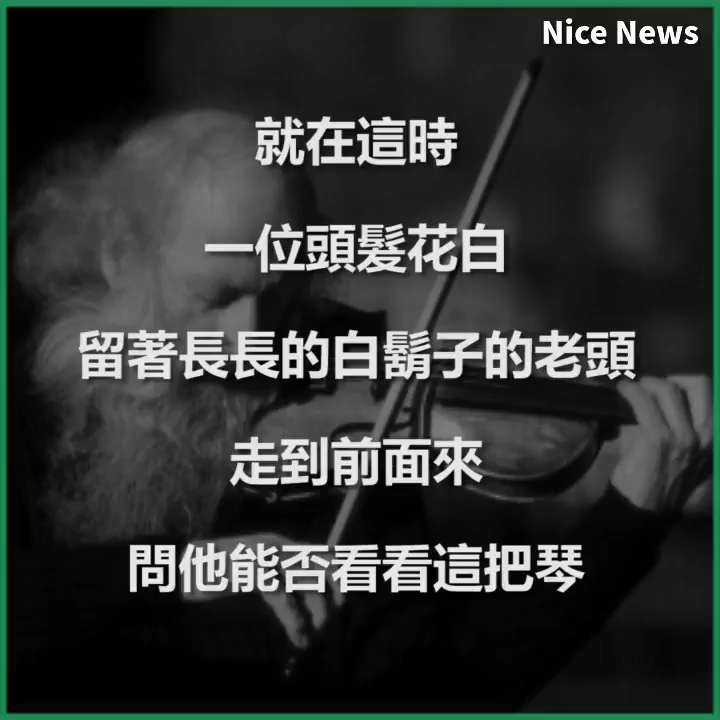 Nice News
就在這時
一位頭髮花白
留著長長的白鬍子的老頭
走到前面來
問他能否看看這把琴